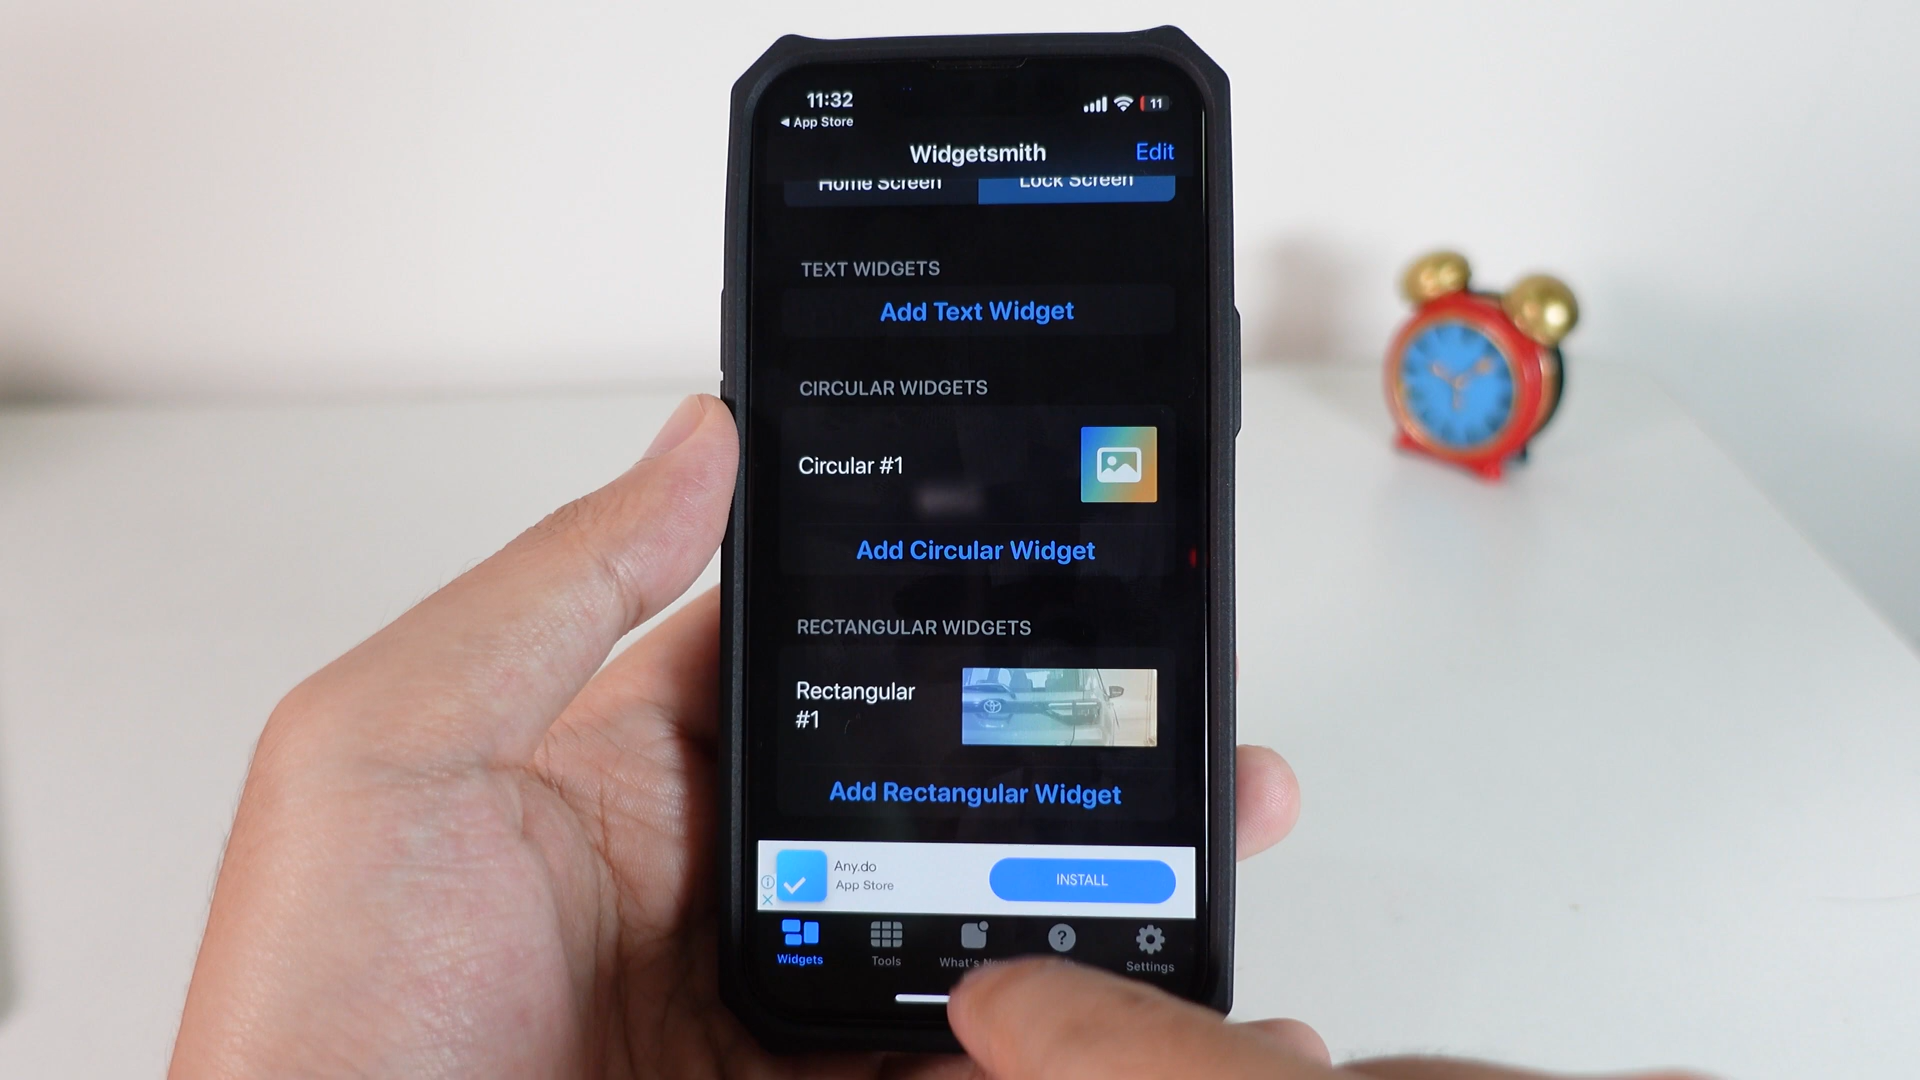 11:32
11
◀ App Store
Widgetsmith
Edit
Home Screen
Lock Screen
TEXT WIDGETS
Add Text Widget
CIRCULAR WIDGETS
Circular #1
Add Circular Widget
RECTANGULAR WIDGETS
Rectangular
#1
Add Rectangular Widget
Any.do
App Store
INSTALL
Widgets
Tools
What's
Settings